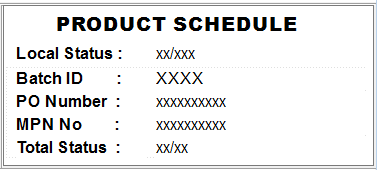 PRODUCT SCHEDULE
Local Status : xx/xxx
Batch ID : XXXX
PO Number : xxxxxxxxxx
MPN No : xxxxxxxxxx
Total Status : xx/xx